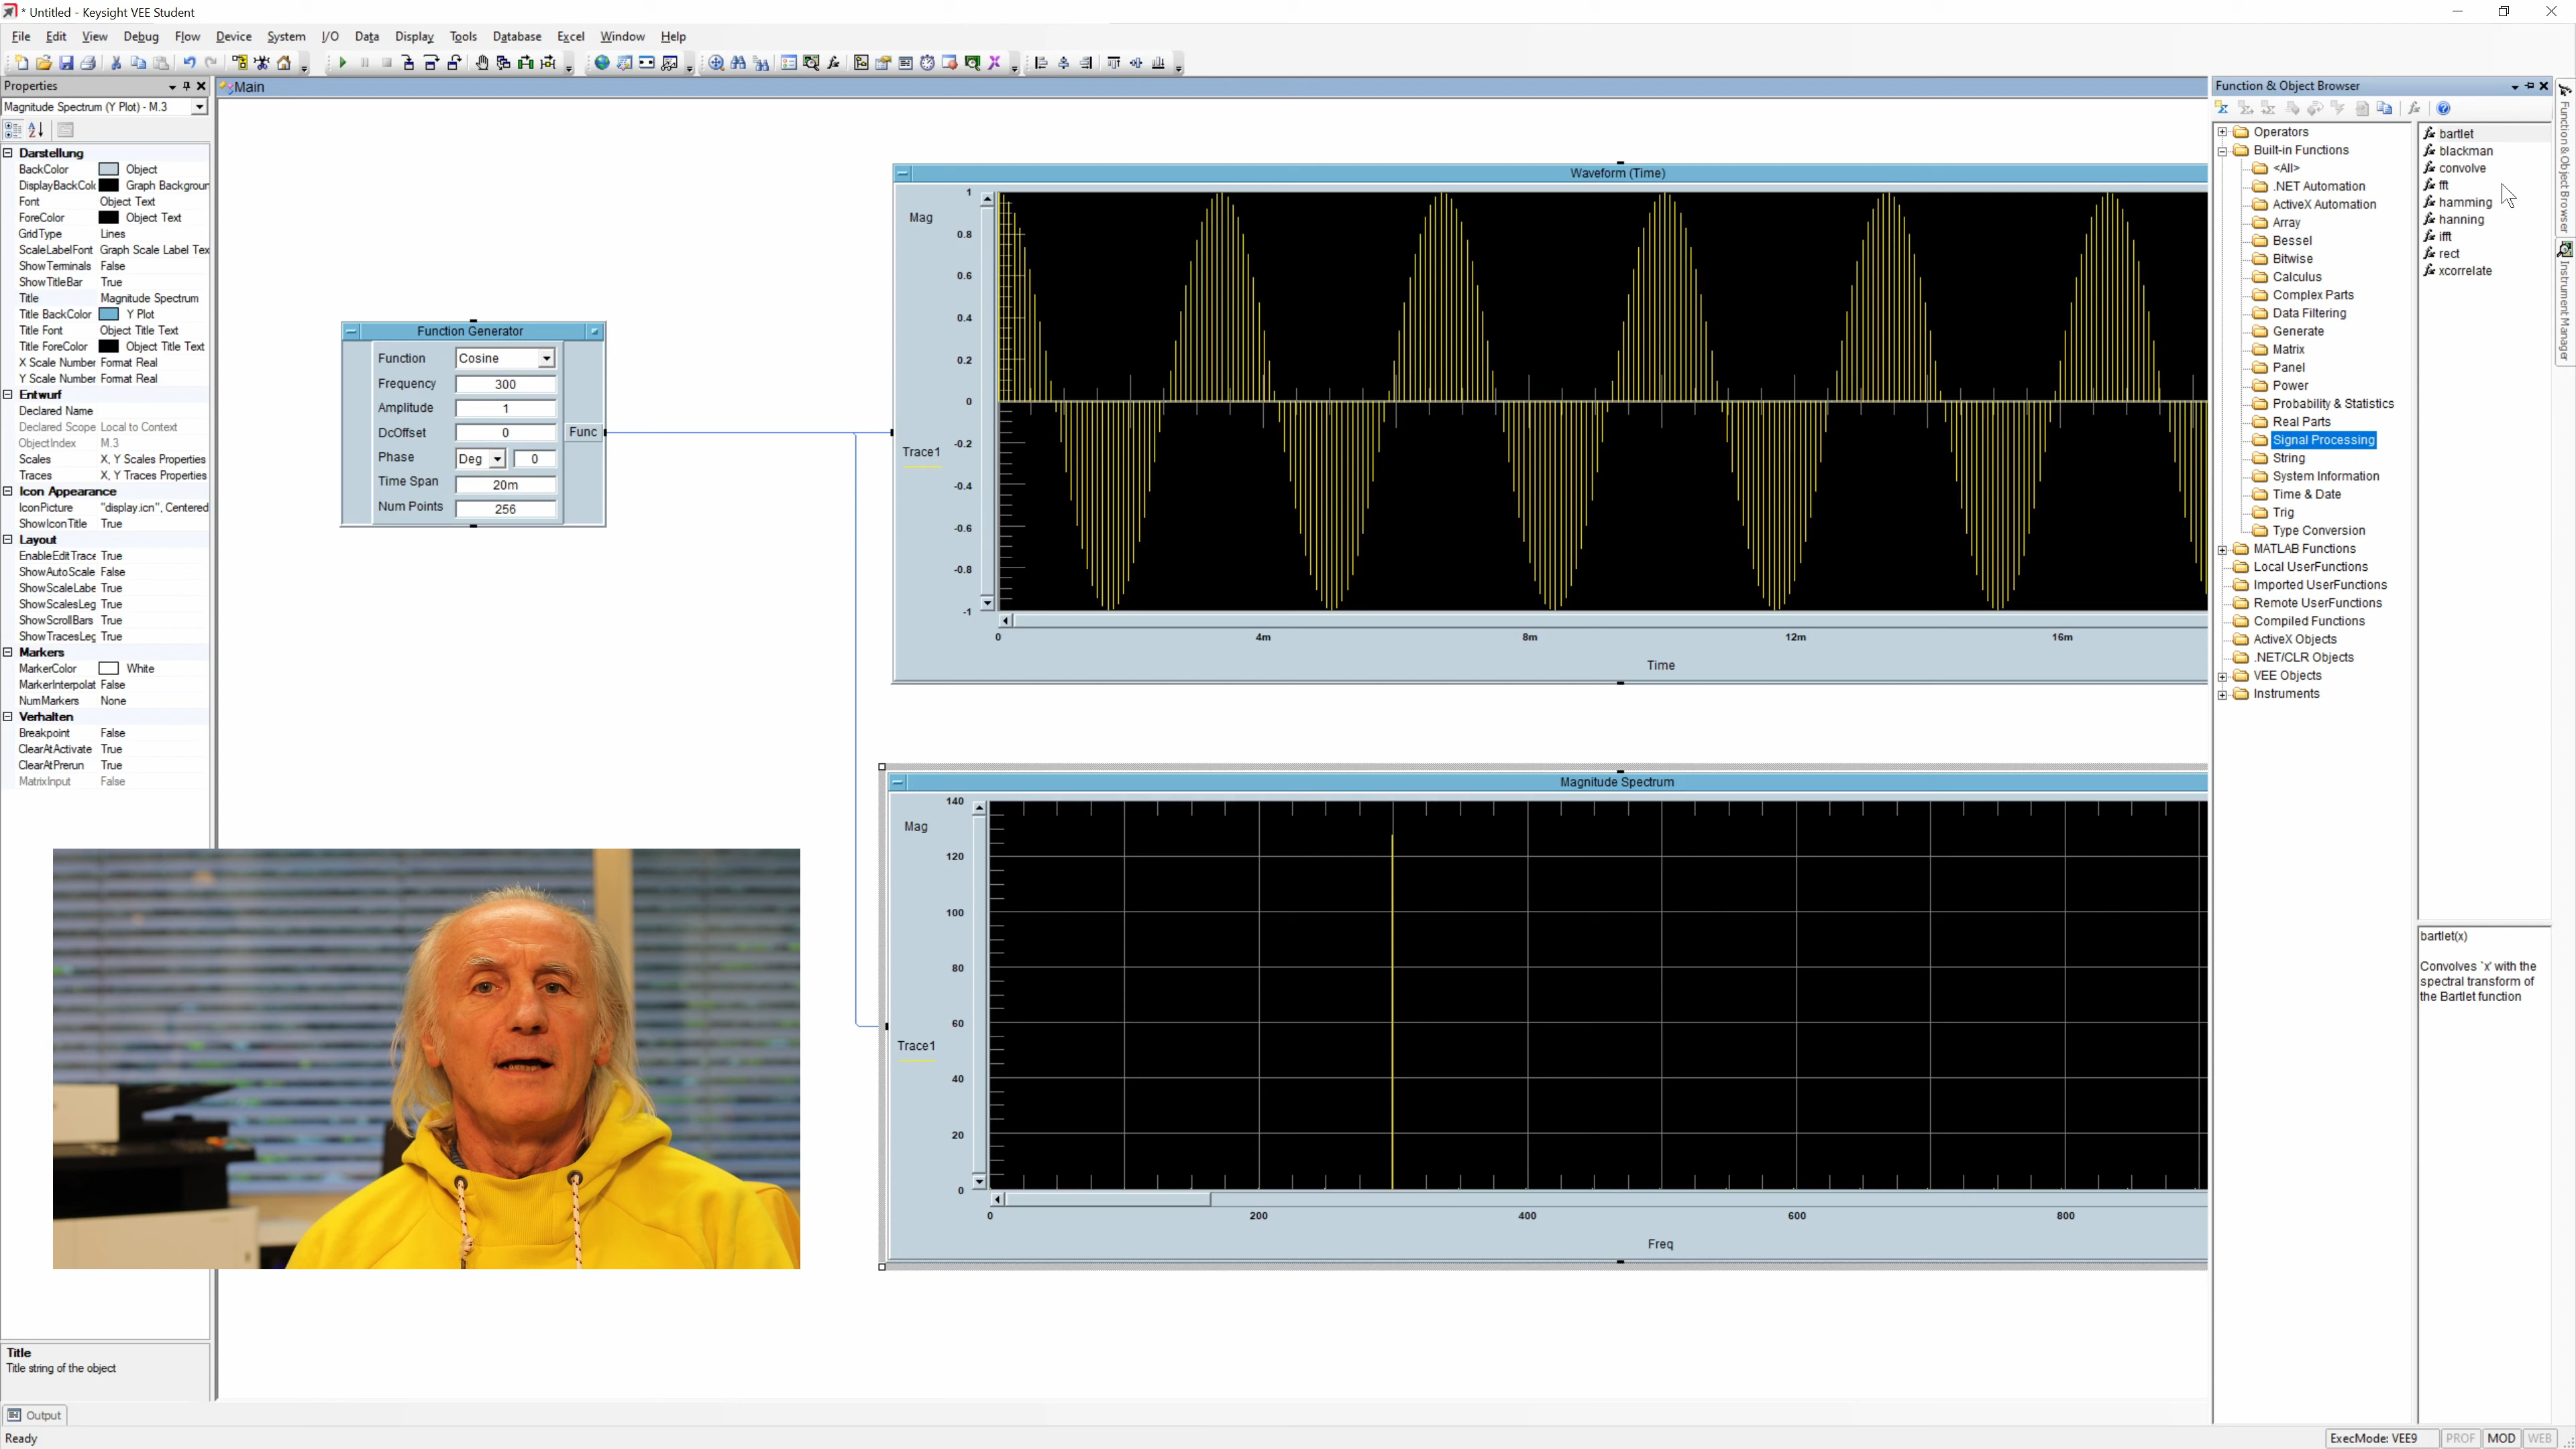 * Untitled - Keysight VEE Student
File Edit View Debug Flow Device System I/O Data Display Tools Database Excel Window Help
Properties
Magnitude Spectrum (Y Plot) - M.3
Darstellung
BackColor Object
DisplayBackColo Graph Backgroun
Font Object Text
ForeColor Object Text
GridType Lines
ScaleLabelFont Graph Scale Label Tex
ShowTerminals False
ShowTitleBar True
Title Magnitude Spectrum
Title BackColor Y Plot
Title Font Object Title Text
Title ForeColor Object Title Text
X Scale Number Format Real
Y Scale Number Format Real
Entwurf
Declared Name
Declared Scope Local to Context
ObjectIndex M.3
Scales X, Y Scales Properties
Traces X, Y Traces Properties
Icon Appearance
IconPicture "display.icn", Centered
ShowIconTitle True
Layout
EnableEditTrace True
ShowAutoScale False
ShowScaleLabe True
ShowScalesLeg True
ShowScrollBars True
ShowTracesLeg True
Markers
MarkerColor White
MarkerInterpolat False
NumMarkers None
Verhalten
Breakpoint False
ClearAtActivate True
ClearAtPrerun True
MatrixInput False
Title
Title string of the object
Output
Ready
Main
Function Generator
Function Cosine
Frequency 300
Amplitude 1
DcOffset 0
Func
Phase Deg 0
Time Span 20m
Num Points 256
Waveform (Time)
Mag
Trace1
1
0.8
0.6
0.4
0.2
0
-0.2
-0.4
-0.6
-0.8
-1
0 4m 8m 12m 16m
Time
Magnitude Spectrum
Mag
Trace1
140
120
100
80
60
40
20
0
0 200 400 600 800
Freq
Function & Object Browser
Operators
Built-in Functions
<All>
.NET Automation
ActiveX Automation
Array
Bessel
Bitwise
Calculus
Complex Parts
Data Filtering
Generate
Matrix
Panel
Power
Probability & Statistics
Real Parts
Signal Processing
String
System Information
Time & Date
Trig
Type Conversion
MATLAB Functions
Local UserFunctions
Imported UserFunctions
Remote UserFunctions
Compiled Functions
ActiveX Objects
.NET/CLR Objects
VEE Objects
Instruments
bartlet
blackman
convolve
fft
hamming
hanning
ifft
rect
xcorrelate
bartlet(x)
Convolves `x' with the
spectral transform of
the Bartlet function
Function & Object Browser
Instrument Manager
ExecMode: VEE9 PROF MOD WEB